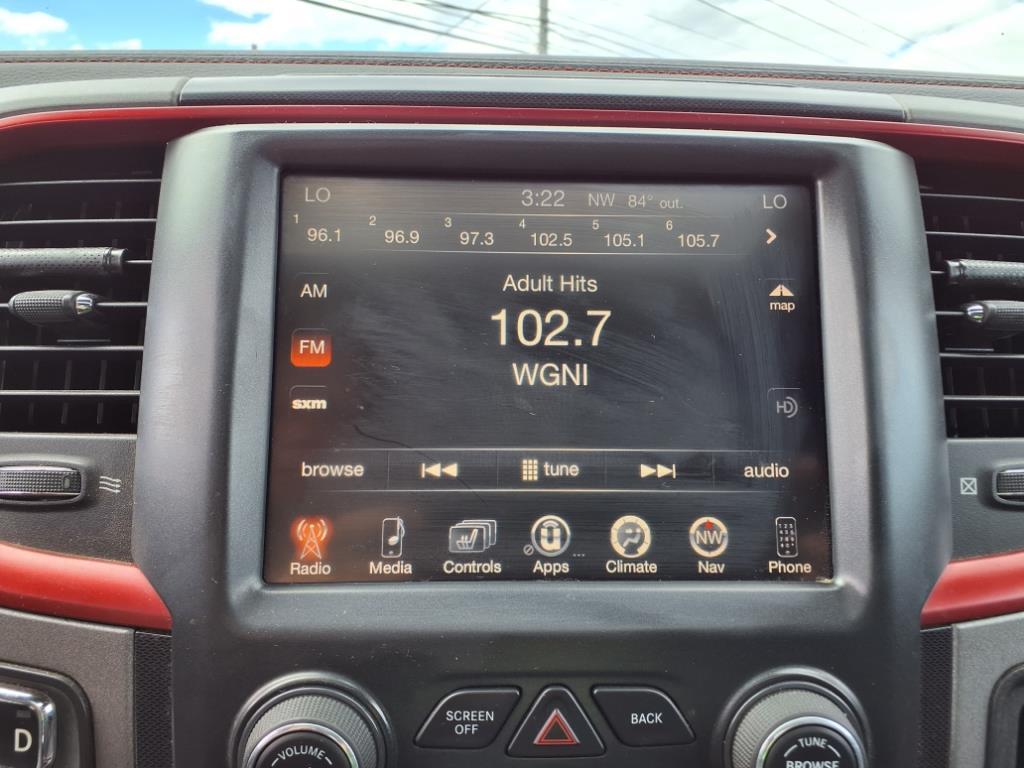 LO 3:22 NW 84° out. LO
1 96.1 2 96.9 3 97.3 4 102.5 5 105.1 6 105.7 >
Adult Hits
AM
map
102.7
FM
WGNI
sxm
HD
browse tune audio
NW
Radio Media Controls Apps ... Climate Nav Phone
SCREEN OFF
BACK
D
VOLUME
TUNE
BROWSE